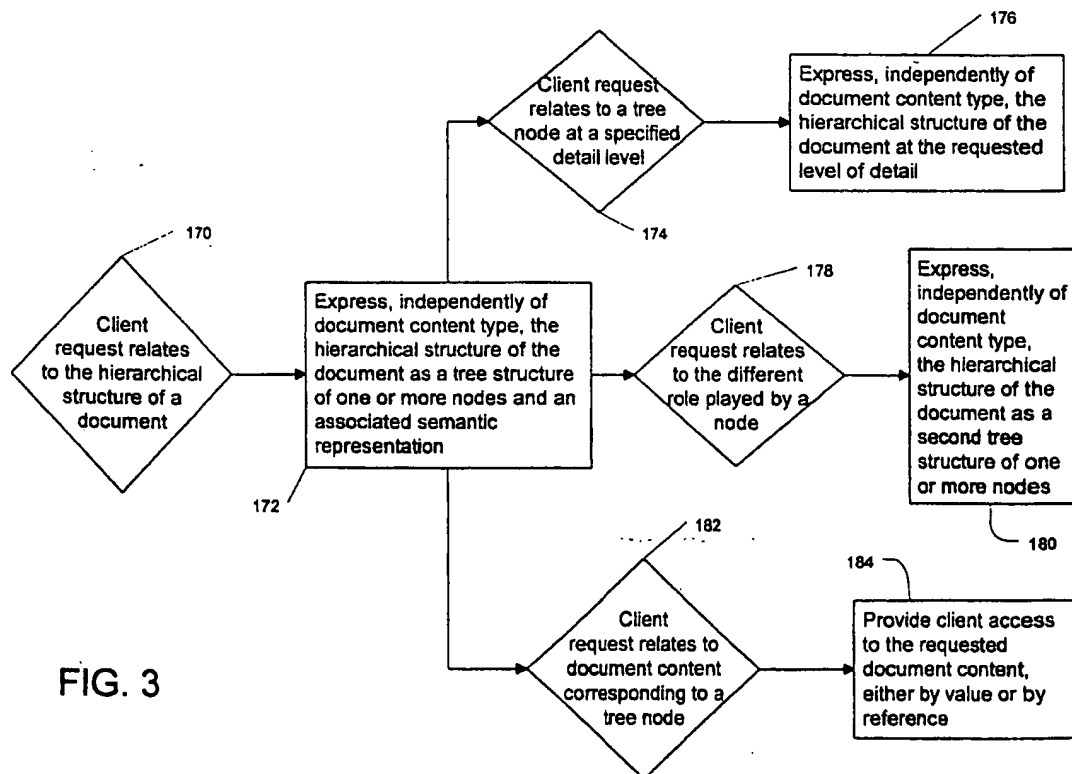 176
Client request
relates to a tree
node at a specified
detail level
Express, independently of
document content type, the
hierarchical structure of the
document at the requested
level of detail
174
170
178
Client
request relates
to the hierarchical
structure of a
document
Express, independently of
document content type, the
hierarchical structure of the
document as a tree structure
of one or more nodes and an
associated semantic
representation
172
Client
request relates
to the different
role played by a
node
Express,
independently of
document
content type,
the hierarchical
structure of the
document as a
second tree
structure of one
or more nodes
180
182
184
Client
request relates to
document content
corresponding to a
tree node
Provide client access
to the requested
document content,
either by value or by
reference
FIG. 3